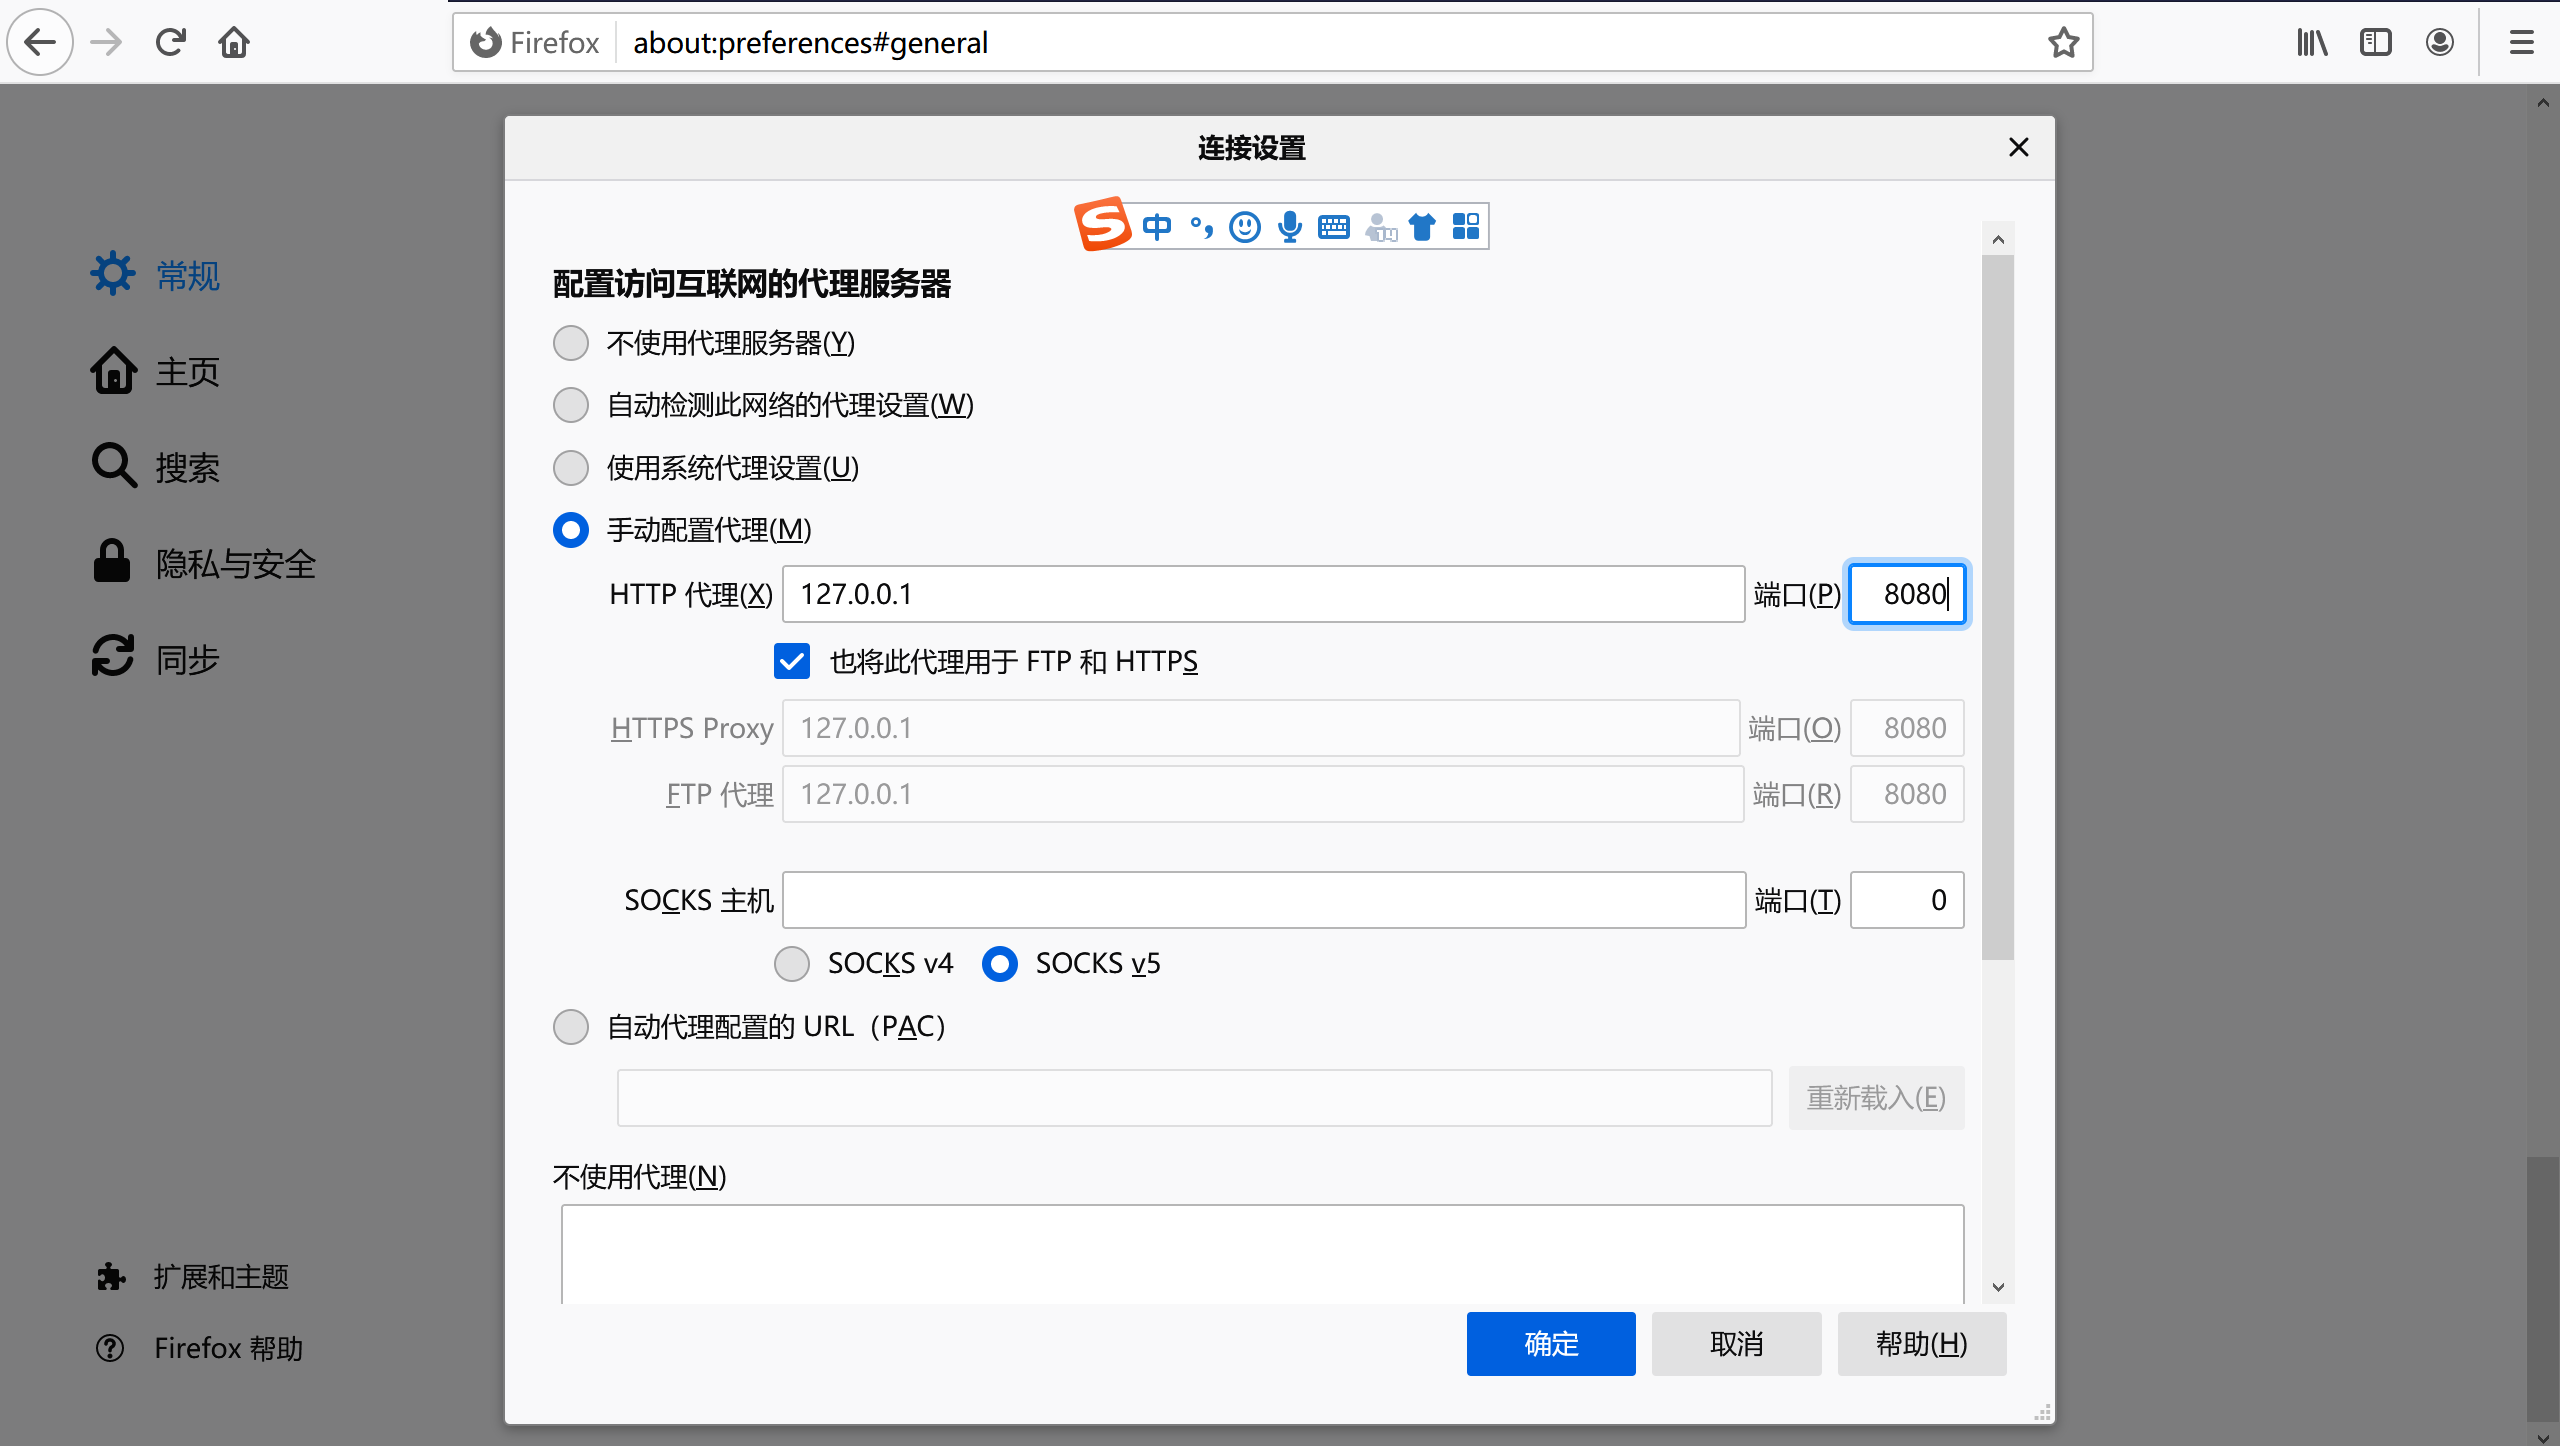 Firefox about:preferences#general
连接设置
中
配置访问互联网的代理服务器
常规
不使用代理服务器(Y)
主页
自动检测此网络的代理设置(W)
搜索
使用系统代理设置(U)
手动配置代理(M)
隐私与安全
HTTP 代理(X) 127.0.0.1 端口(P) 8080
同步
也将此代理用于 FTP 和 HTTPS
HTTPS Proxy 127.0.0.1 端口(O) 8080
FTP 代理 127.0.0.1 端口(R) 8080
SOCKS 主机 端口(T) 0
SOCKS v4 SOCKS v5
自动代理配置的 URL（PAC）
重新载入(E)
不使用代理(N)
扩展和主题
Firefox 帮助
确定 取消 帮助(H)